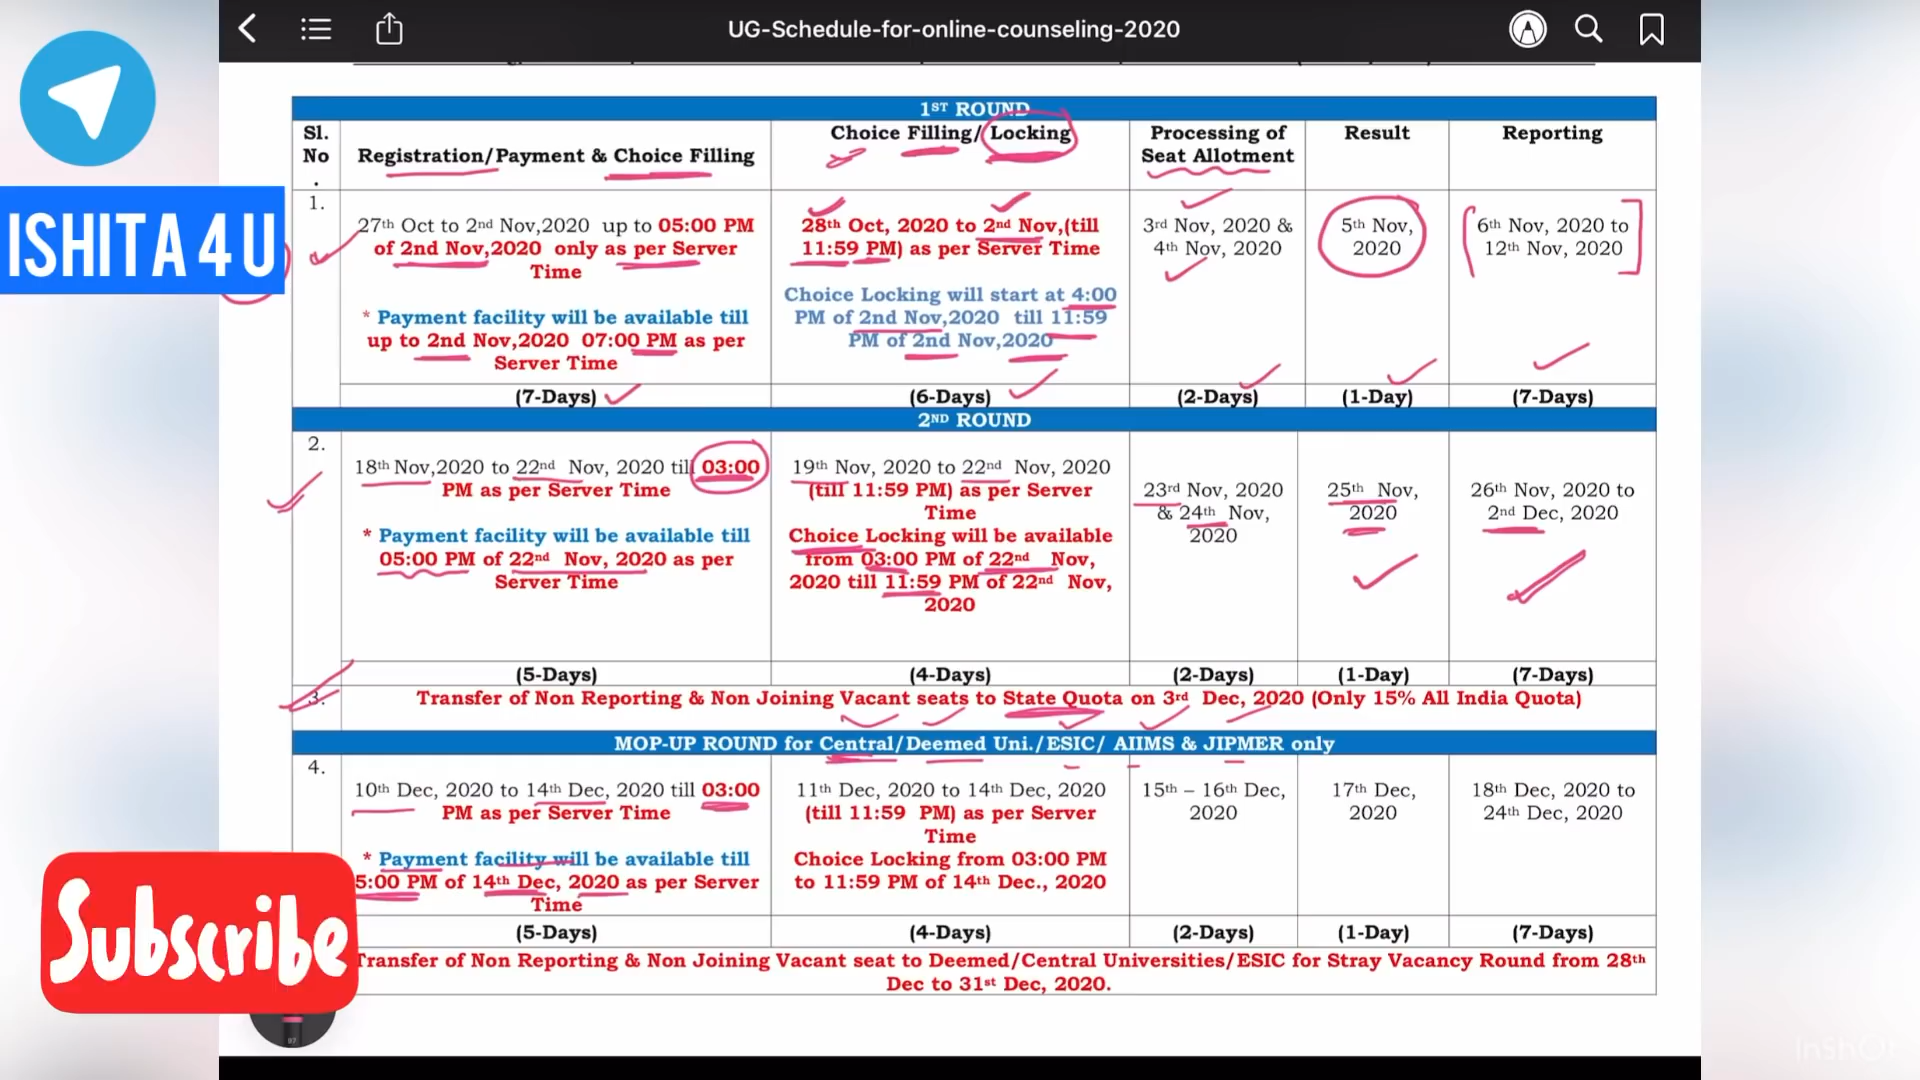 UG-Schedule-for-online-counseling-2020
ISHITA 4 U
1ST ROUND
Sl.
No
.
Registration/Payment & Choice Filling
Choice Filling/ Locking
Processing of
Seat Allotment
Result
Reporting
1.
27th Oct to 2nd Nov,2020 up to 05:00 PM
of 2nd Nov,2020 only as per Server
Time
* Payment facility will be available till
up to 2nd Nov,2020 07:00 PM as per
Server Time
28th Oct, 2020 to 2nd Nov,(till
11:59 PM) as per Server Time
Choice Locking will start at 4:00
PM of 2nd Nov,2020 till 11:59
PM of 2nd Nov,2020
3rd Nov, 2020 &
4th Nov, 2020
5th Nov,
2020
6th Nov, 2020 to
12th Nov, 2020
(7-Days)
(6-Days)
(2-Days)
(1-Day)
(7-Days)
2ND ROUND
2.
18th Nov,2020 to 22nd Nov, 2020 till 03:00
PM as per Server Time
* Payment facility will be available till
05:00 PM of 22nd Nov, 2020 as per
Server Time
19th Nov, 2020 to 22nd Nov, 2020
(till 11:59 PM) as per Server
Time
Choice Locking will be available
from 03:00 PM of 22nd Nov,
2020 till 11:59 PM of 22nd Nov,
2020
23rd Nov, 2020
& 24th Nov,
2020
25th Nov,
2020
26th Nov, 2020 to
2nd Dec, 2020
(5-Days)
(4-Days)
(2-Days)
(1-Day)
(7-Days)
3.
Transfer of Non Reporting & Non Joining Vacant seats to State Quota on 3rd Dec, 2020 (Only 15% All India Quota)
MOP-UP ROUND for Central/Deemed Uni./ESIC/ AIIMS & JIPMER only
4.
10th Dec, 2020 to 14th Dec, 2020 till 03:00
PM as per Server Time
* Payment facility will be available till
5:00 PM of 14th Dec, 2020 as per Server
Time
11th Dec, 2020 to 14th Dec, 2020
(till 11:59 PM) as per Server
Time
Choice Locking from 03:00 PM
to 11:59 PM of 14th Dec., 2020
15th – 16th Dec,
2020
17th Dec,
2020
18th Dec, 2020 to
24th Dec, 2020
(5-Days)
(4-Days)
(2-Days)
(1-Day)
(7-Days)
Transfer of Non Reporting & Non Joining Vacant seat to Deemed/Central Universities/ESIC for Stray Vacancy Round from 28th
Dec to 31st Dec, 2020.
Subscribe
97
InShOt